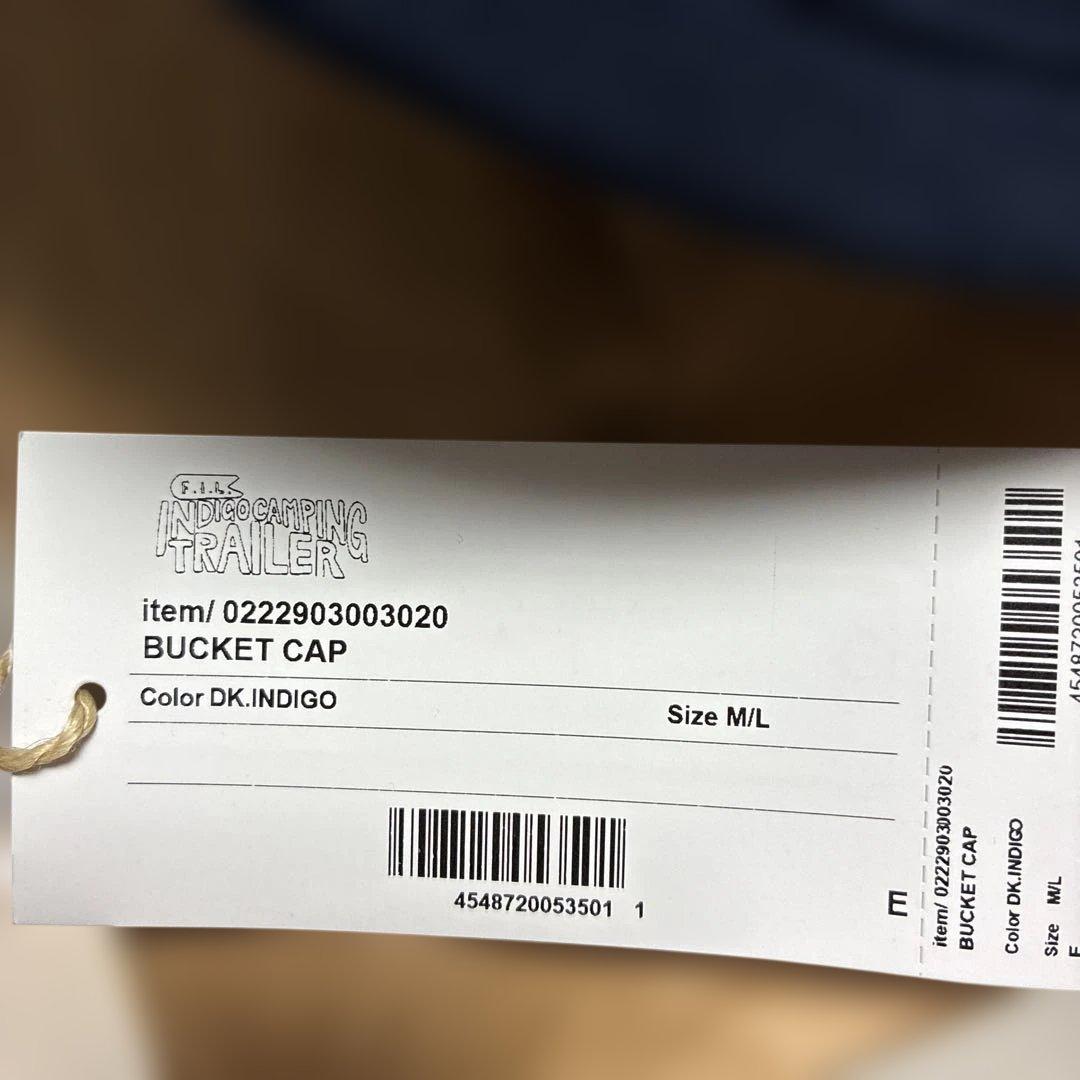 F.I.L.
INDIGO CAMPING
TRAILER
item/ 0222903003020
BUCKET CAP
Color DK.INDIGO
Size M/L
4548720053501 1
E
item/ 0222903003020
BUCKET CAP
Color DK.INDIGO
Size M/L